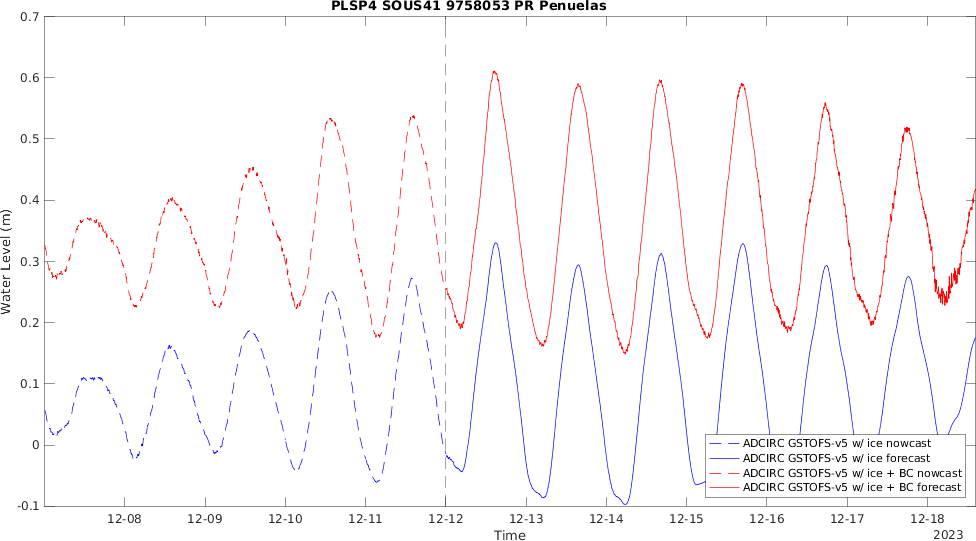 PLSP4 SOUS41 9758053 PR Penuelas
0.7
0.6
0.5
0.4
0.3
0.2
0.1
0
-0.1
Water Level (m)
ADCIRC GSTOFS-v5 w/ ice nowcast
ADCIRC GSTOFS-v5 w/ ice forecast
ADCIRC GSTOFS-v5 w/ ice + BC nowcast
ADCIRC GSTOFS-v5 w/ ice + BC forecast
12-08 12-09 12-10 12-11 12-12 12-13 12-14 12-15 12-16 12-17 12-18
Time
2023